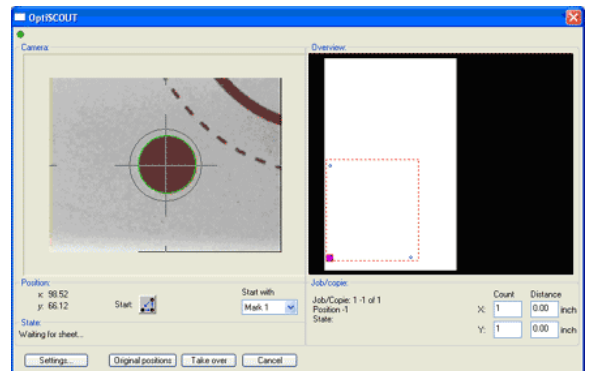 OptiSCOUT
Camera:
Overview:
Position:
x: 98.52
y: 66.12
Start:
Start with
Mark 1
State:
Waiting for sheet...
Job/copie:
Job/Copie: 1 -1 of 1
Position -1
State:
Count Distance
X: 1 0.00 inch
Y: 1 0.00 inch
Settings... Original positions Take over Cancel